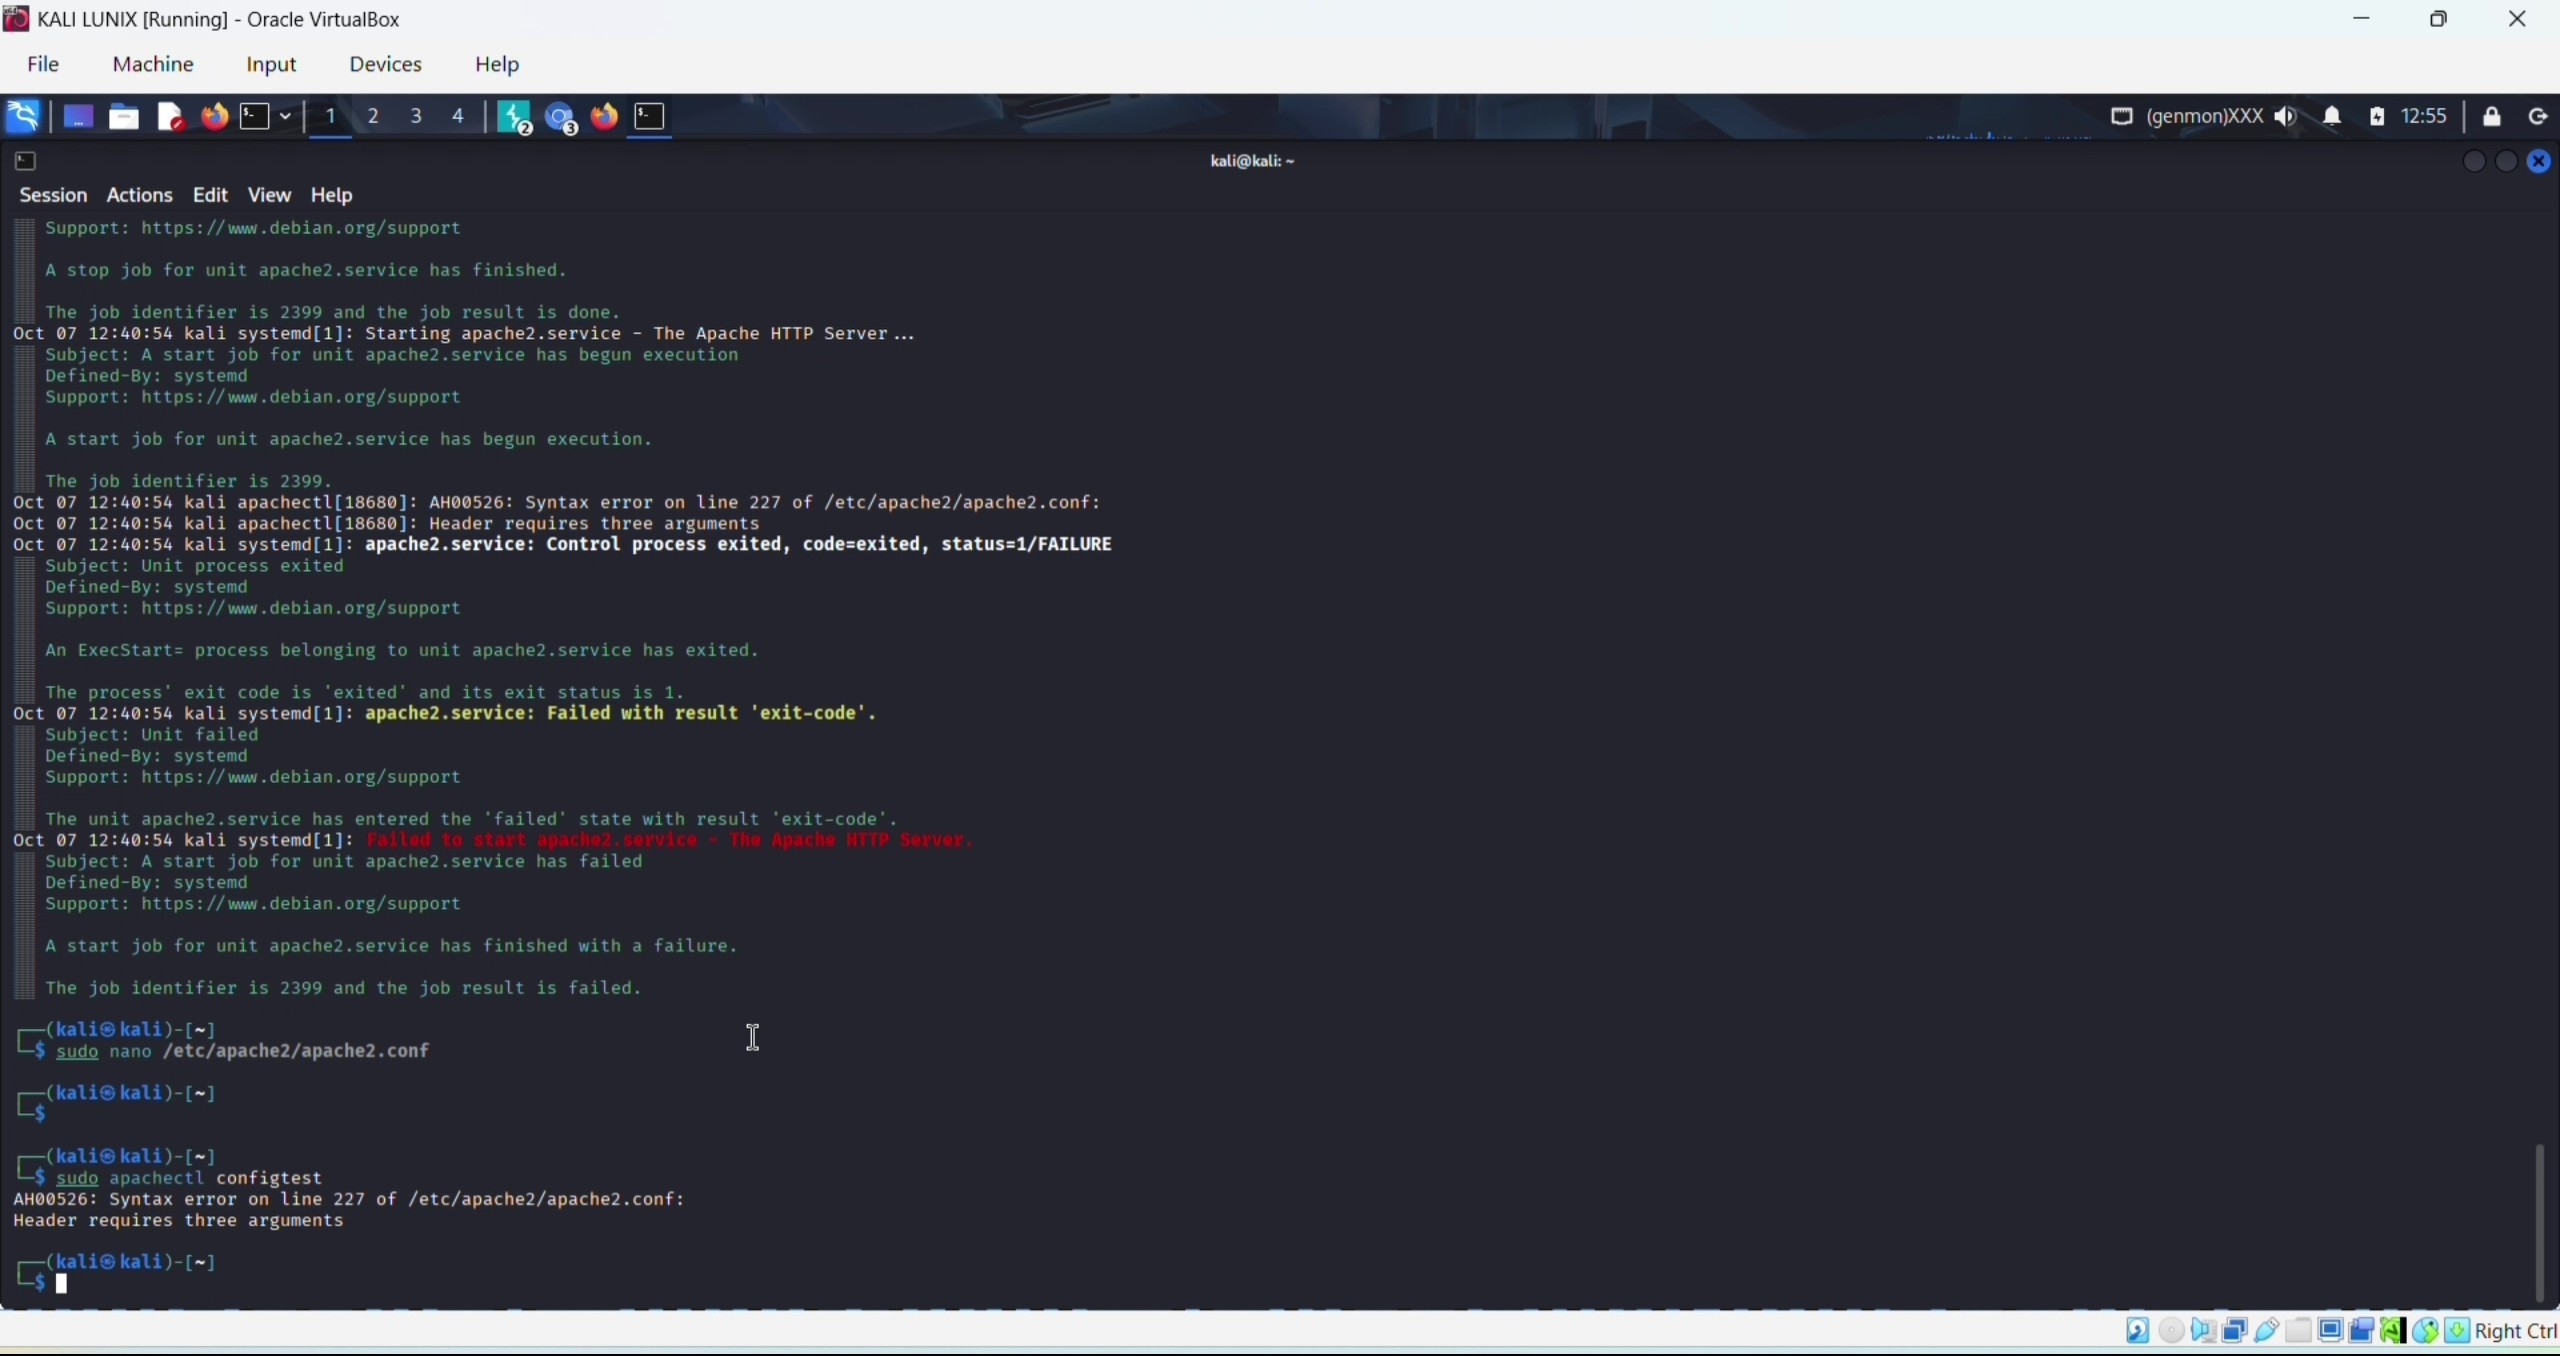 KALI LUNIX [Running] - Oracle VirtualBox
File Machine Input Devices Help
1 2 3 4 2 3 (genmon)XXX 12:55
kali@kali: ~
Session Actions Edit View Help
Support: https://www.debian.org/support
A stop job for unit apache2.service has finished.
The job identifier is 2399 and the job result is done.
Oct 07 12:40:54 kali systemd[1]: Starting apache2.service - The Apache HTTP Server...
Subject: A start job for unit apache2.service has begun execution
Defined-By: systemd
Support: https://www.debian.org/support
A start job for unit apache2.service has begun execution.
The job identifier is 2399.
Oct 07 12:40:54 kali apachectl[18680]: AH00526: Syntax error on line 227 of /etc/apache2/apache2.conf:
Oct 07 12:40:54 kali apachectl[18680]: Header requires three arguments
Oct 07 12:40:54 kali systemd[1]: apache2.service: Control process exited, code=exited, status=1/FAILURE
Subject: Unit process exited
Defined-By: systemd
Support: https://www.debian.org/support
An ExecStart= process belonging to unit apache2.service has exited.
The process' exit code is 'exited' and its exit status is 1.
Oct 07 12:40:54 kali systemd[1]: apache2.service: Failed with result 'exit-code'.
Subject: Unit failed
Defined-By: systemd
Support: https://www.debian.org/support
The unit apache2.service has entered the 'failed' state with result 'exit-code'.
Oct 07 12:40:54 kali systemd[1]: Failed to start apache2.service - The Apache HTTP Server.
Subject: A start job for unit apache2.service has failed
Defined-By: systemd
Support: https://www.debian.org/support
A start job for unit apache2.service has finished with a failure.
The job identifier is 2399 and the job result is failed.
┌──(kali㉿kali)-[~]
└─$ sudo nano /etc/apache2/apache2.conf
┌──(kali㉿kali)-[~]
└─$
┌──(kali㉿kali)-[~]
└─$ sudo apachectl configtest
AH00526: Syntax error on line 227 of /etc/apache2/apache2.conf:
Header requires three arguments
┌──(kali㉿kali)-[~]
└─$
Right Ctrl